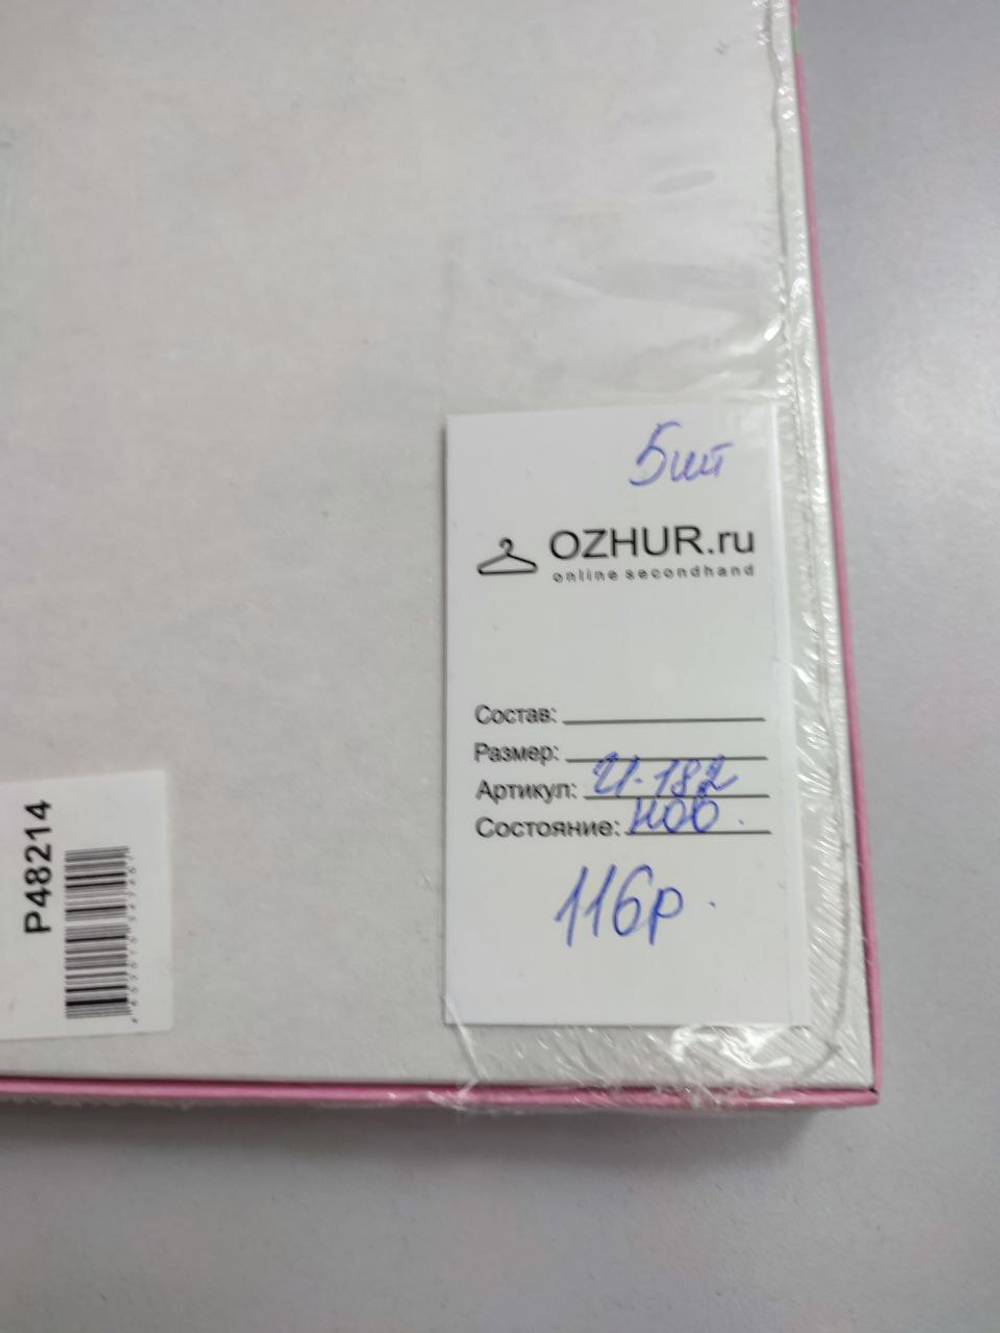 5шт
OZHUR.ru
online secondhand
Состав:
Размер:
Артикул: 21-182
Состояние: нов.
116р.
P48214